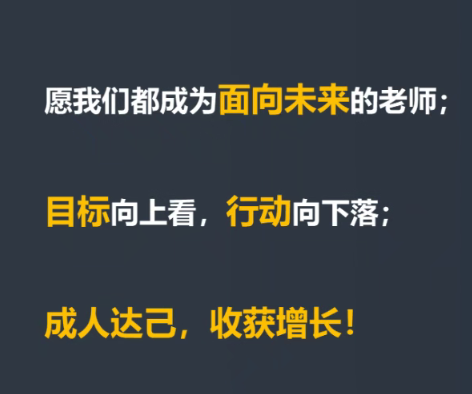 愿我们都成为面向未来的老师；
目标向上看，行动向下落；
成人达己，收获增长！